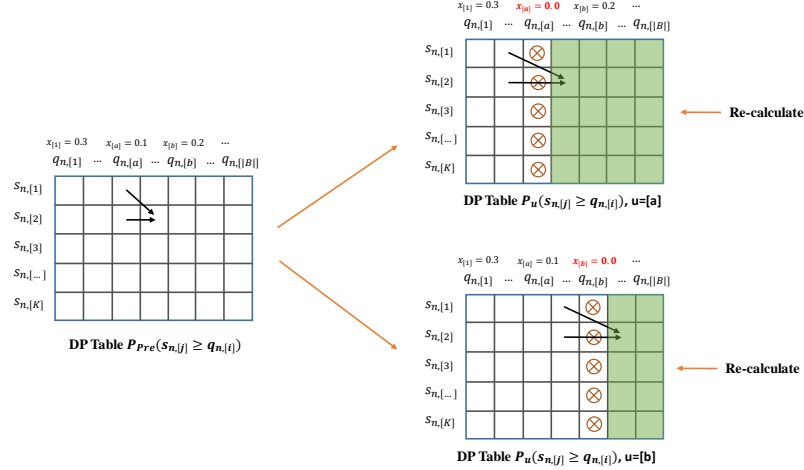 x[1] = 0.3 x[a] = 0.0 x[b] = 0.2 ...
qn,[1] ... qn,[a] ... qn,[b] ... qn,[|B|]
sn,[1]
sn,[2]
sn,[3]
sn,[...]
sn,[K]
DP Table Pu(sn,[j] ≥ qn,[i]), u=[a]
Re-calculate
x[1] = 0.3 x[a] = 0.1 x[b] = 0.2 ...
qn,[1] ... qn,[a] ... qn,[b] ... qn,[|B|]
sn,[1]
sn,[2]
sn,[3]
sn,[...]
sn,[K]
DP Table PPre(sn,[j] ≥ qn,[i])
x[1] = 0.3 x[a] = 0.1 x[b] = 0.0 ...
qn,[1] ... qn,[a] ... qn,[b] ... qn,[|B|]
sn,[1]
sn,[2]
sn,[3]
sn,[...]
sn,[K]
DP Table Pu(sn,[j] ≥ qn,[i]), u=[b]
Re-calculate